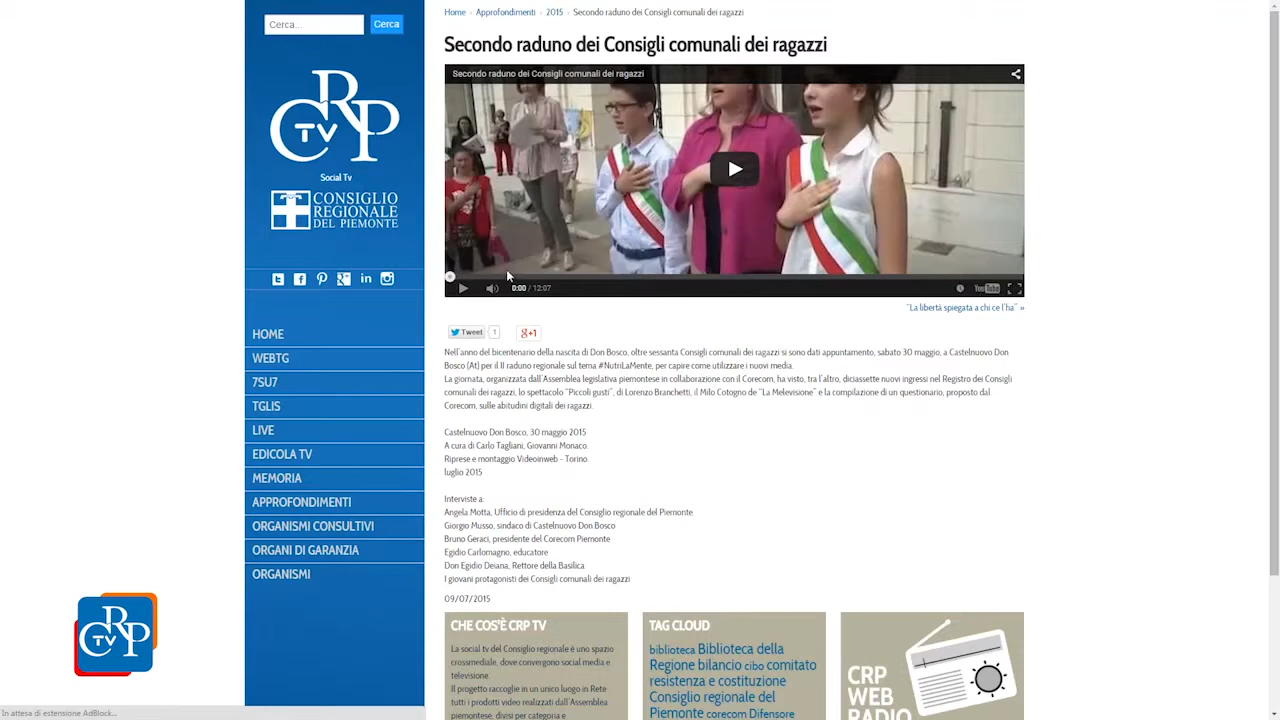 Cerca...
Cerca
CRP
TV
Social Tv
CONSIGLIO
REGIONALE
DEL PIEMONTE
HOME
WEBTG
7SU7
TGLIS
LIVE
EDICOLA TV
MEMORIA
APPROFONDIMENTI
ORGANISMI CONSULTIVI
ORGANI DI GARANZIA
ORGANISMI
CRP
TV
In attesa di estensione AdBlock...
Home › Approfondimenti › 2015 › Secondo raduno dei Consigli comunali dei ragazzi
Secondo raduno dei Consigli comunali dei ragazzi
Secondo raduno dei Consigli comunali dei ragazzi
0:00 / 12:07
YouTube
“La libertà spiegata a chi ce l’ha” »
Tweet 1
g+1
Nell’anno del bicentenario della nascita di Don Bosco, oltre sessanta Consigli comunali dei ragazzi si sono dati appuntamento, sabato 30 maggio, a Castelnuovo Don
Bosco (At) per il II raduno regionale sul tema #NutriLaMente, per capire come utilizzare i nuovi media.
La giornata, organizzata dall’Assemblea legislativa piemontese in collaborazione con il Corecom, ha visto, tra l’altro, diciassette nuovi ingressi nel Registro dei Consigli
comunali dei ragazzi, lo spettacolo “Piccoli gusti”, di Lorenzo Branchetti, il Milo Cotogno de “La Melevisione” e la compilazione di un questionario, proposto dal
Corecom, sulle abitudini digitali dei ragazzi.
Castelnuovo Don Bosco, 30 maggio 2015
A cura di Carlo Tagliani, Giovanni Monaco.
Riprese e montaggio Videoinweb - Torino.
luglio 2015
Interviste a:
Angela Motta, Ufficio di presidenza del Consiglio regionale del Piemonte.
Giorgio Musso, sindaco di Castelnuovo Don Bosco
Bruno Geraci, presidente del Corecom Piemonte
Egidio Carlomagno, educatore
Don Egidio Deiana, Rettore della Basilica.
I giovani protagonisti dei Consigli comunali dei ragazzi
09/07/2015
CHE COS’È CRP TV
La social tv del Consiglio regionale è uno spazio
crossmediale, dove convergono social media e
televisione.
Il progetto raccoglie in un unico luogo in Rete
tutti i prodotti video realizzati dall’Assemblea
piemontese, divisi per categoria e
TAG CLOUD
biblioteca Biblioteca della
Regione bilancio cibo comitato
resistenza e costituzione
Consiglio regionale del
Piemonte corecom Difensore
CRP
WEB
RADIO